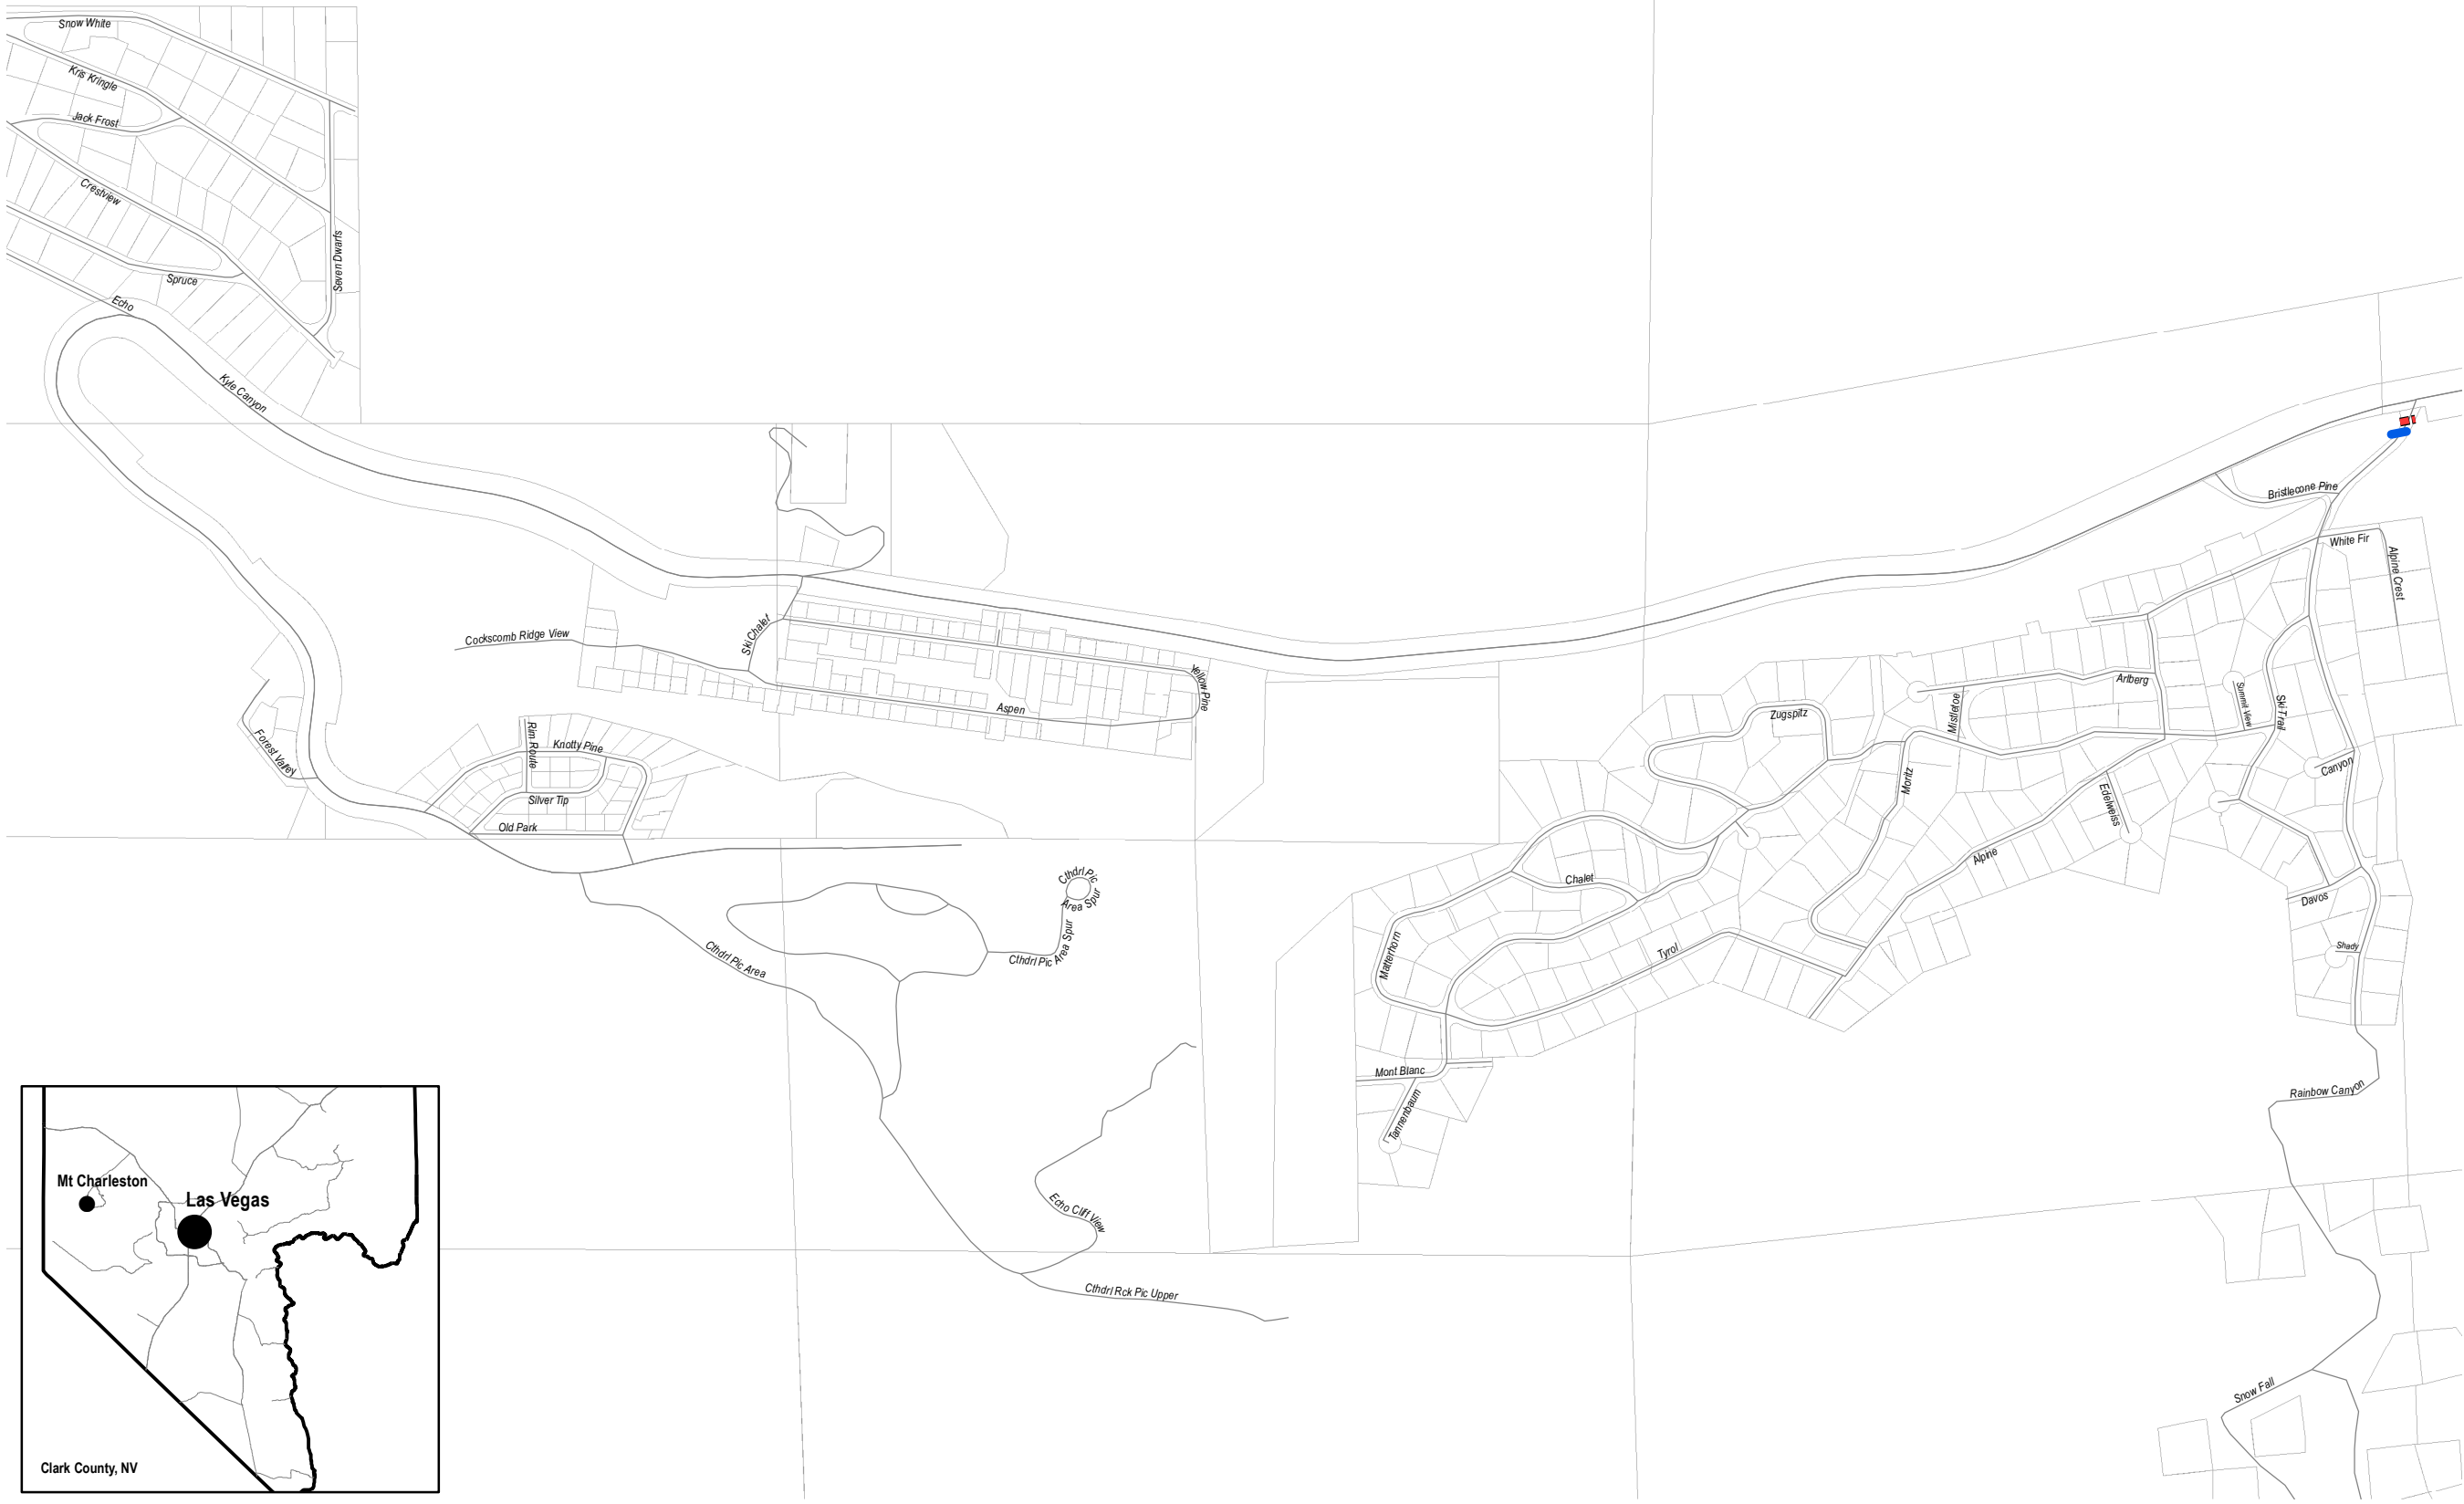 Snow White
Kris Kringle
Jack Frost
Crestview
Seven Dwarfs
Spruce
Echo
Kyle Canyon
Bristlecone Pine
White Fir
Alpine Crest
Cockscomb Ridge View
Ski Chalet
Yellow Pine
Aspen
Arlberg
Mistletoe
Summit View
Ski Trail
Zugspitz
Forest Valley
Rim Route
Knotty Pine
Silver Tip
Old Park
Moritz
Canyon
Edelweiss
Alpine
Chalet
Cthdrl Pic
Area Spur
Davos
Shady
Cthdrl Pic Area
Cthdrl Pic Area Spur
Matterhorn
Tyrol
Mont Blanc
Tannenbaum
Rainbow Canyon
Echo Cliff View
Cthdrl Rck Pic Upper
Snow Fall
Mt Charleston
Las Vegas
Clark County, NV